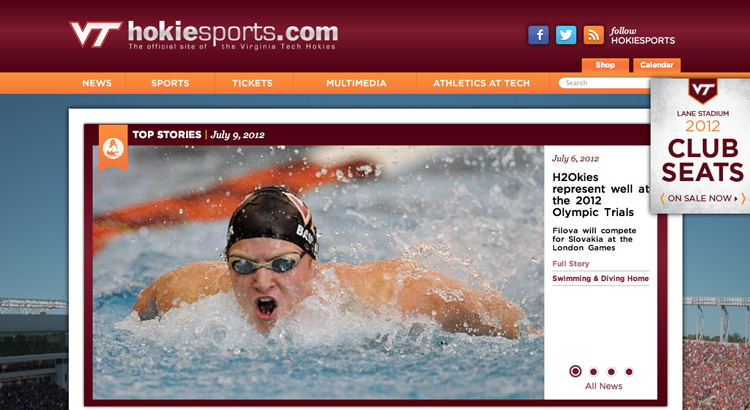 VT hokiesports.com
The official site of the Virginia Tech Hokies
f
follow
HOKIESPORTS
Shop
Calendar
NEWS
SPORTS
TICKETS
MULTIMEDIA
ATHLETICS AT TECH
Search
VT
LANE STADIUM
2012
CLUB
SEATS
ON SALE NOW
TOP STORIES | July 9, 2012
July 6, 2012
H2Okies
represent well at
the 2012
Olympic Trials
Filova will compete
for Slovakia at the
London Games
Full Story
Swimming & Diving Home
All News